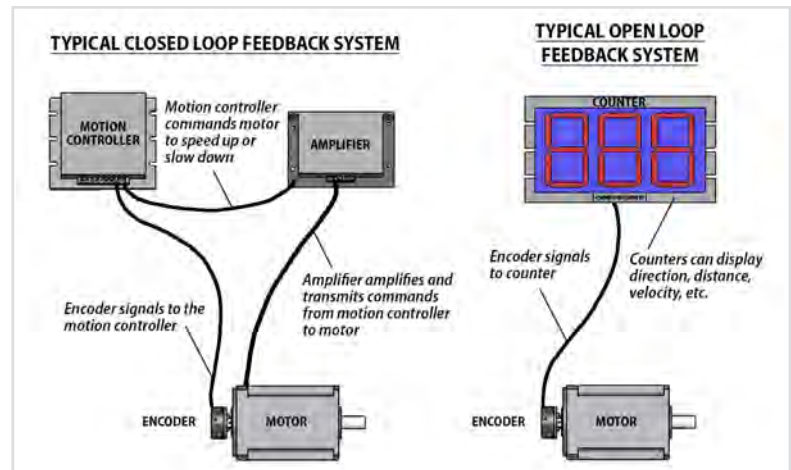 TYPICAL CLOSED LOOP FEEDBACK SYSTEM
MOTION
CONTROLLER
Motion controller
commands motor
to speed up or
slow down
AMPLIFIER
Encoder signals to the
motion controller
Amplifier amplifies and
transmits commands
from motion controller
to motor
ENCODER
MOTOR
TYPICAL OPEN LOOP
FEEDBACK SYSTEM
COUNTER
Encoder signals
to counter
Counters can display
direction, distance,
velocity, etc.
ENCODER
MOTOR